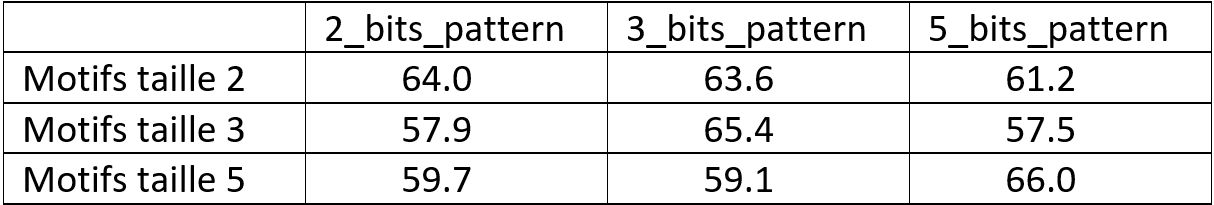 2_bits_pattern 3_bits_pattern 5_bits_pattern
Motifs taille 2 64.0 63.6 61.2
Motifs taille 3 57.9 65.4 57.5
Motifs taille 5 59.7 59.1 66.0